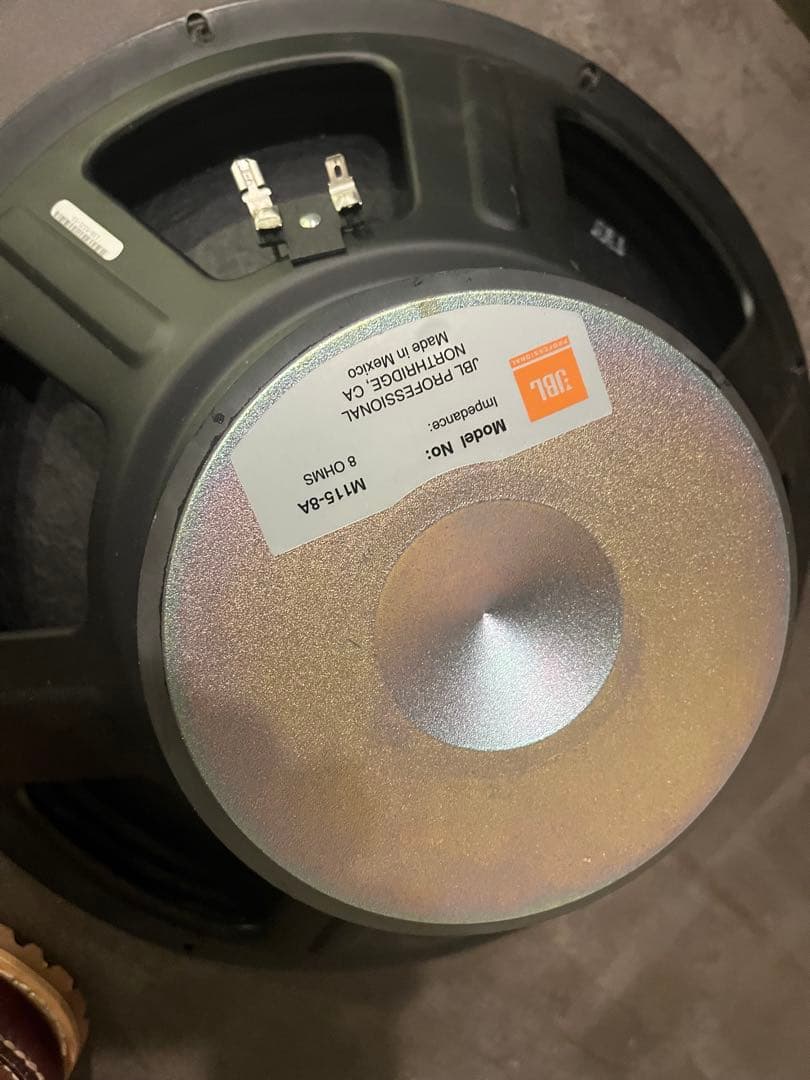 JBL
PROFESSIONAL
JBL PROFESSIONAL
NORTHRIDGE, CA
Made in Mexico
Model No: M115-8A
Impedance: 8 OHMS